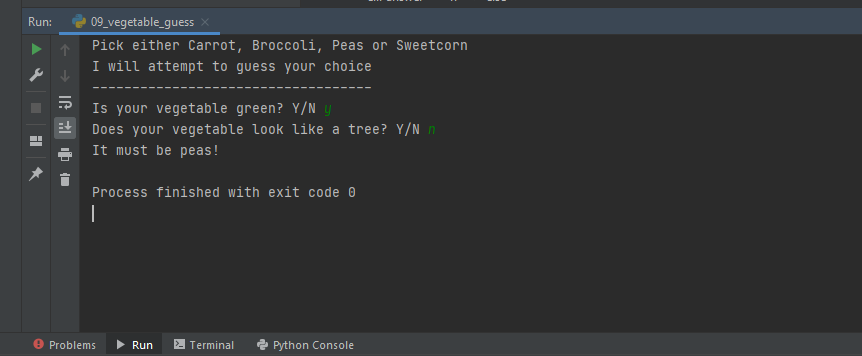 Run: 09_vegetable_guess
Pick either Carrot, Broccoli, Peas or Sweetcorn
I will attempt to guess your choice
-----------------------------------
Is your vegetable green? Y/N y
Does your vegetable look like a tree? Y/N n
It must be peas!
Process finished with exit code 0
Problems Run Terminal Python Console